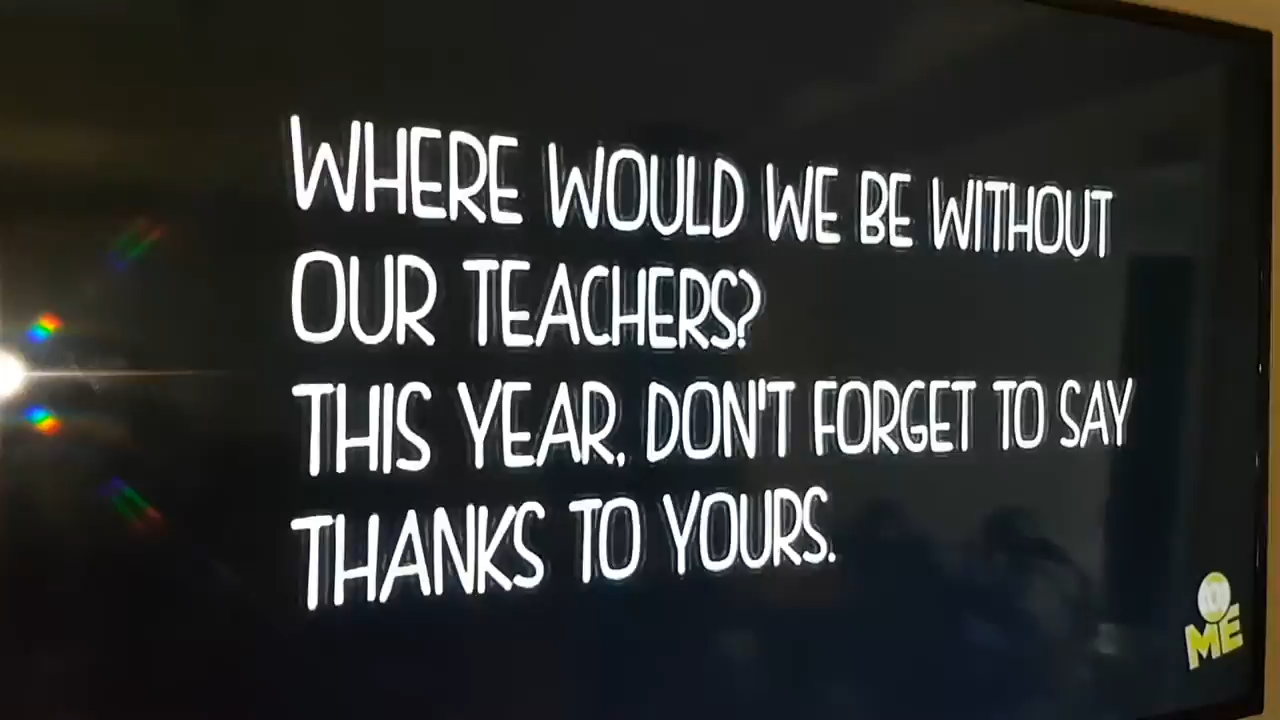 WHERE WOULD WE BE WITHOUT
OUR TEACHERS?
THIS YEAR, DON'T FORGET TO SAY
THANKS TO YOURS.
ME